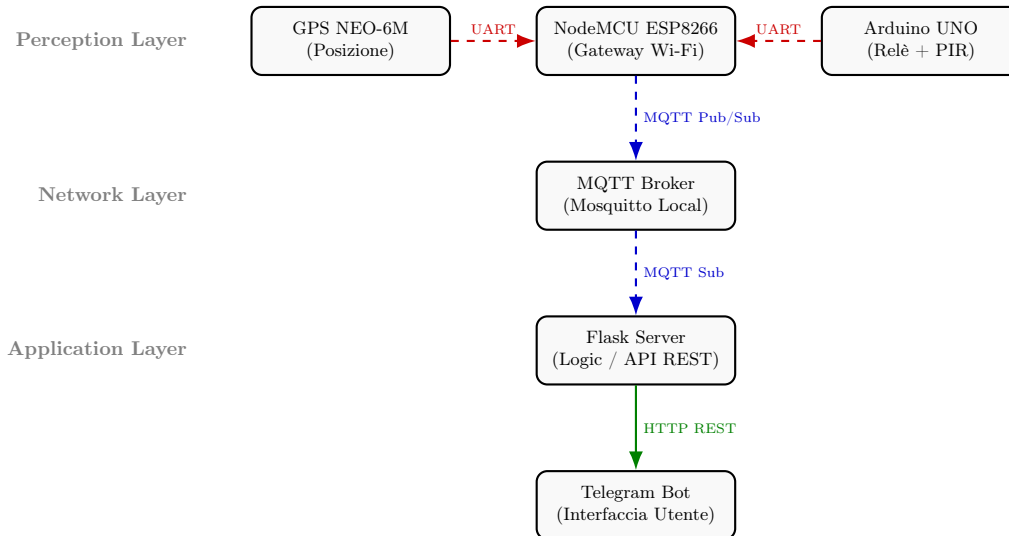 Perception Layer
GPS NEO-6M
(Posizione)
UART
NodeMCU ESP8266
(Gateway Wi-Fi)
UART
Arduino UNO
(Relè + PIR)
MQTT Pub/Sub
Network Layer
MQTT Broker
(Mosquitto Local)
MQTT Sub
Application Layer
Flask Server
(Logic / API REST)
HTTP REST
Telegram Bot
(Interfaccia Utente)